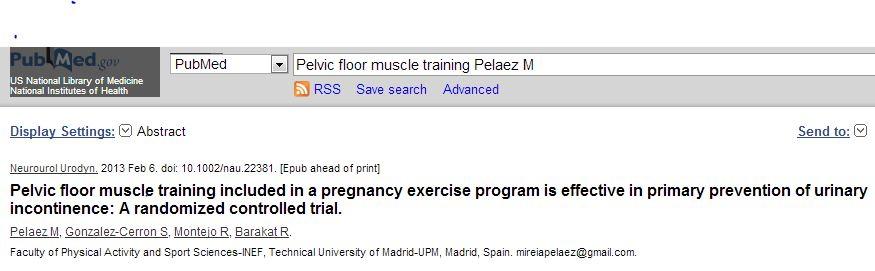 PubMed.gov
US National Library of Medicine
National Institutes of Health
PubMed
Pelvic floor muscle training Pelaez M
RSS Save search Advanced
Display Settings: Abstract
Send to:
Neurourol Urodyn. 2013 Feb 6. doi: 10.1002/nau.22381. [Epub ahead of print]
Pelvic floor muscle training included in a pregnancy exercise program is effective in primary prevention of urinary
incontinence: A randomized controlled trial.
Pelaez M, Gonzalez-Cerron S, Montejo R, Barakat R.
Faculty of Physical Activity and Sport Sciences-INEF, Technical University of Madrid-UPM, Madrid, Spain. mireiapelaez@gmail.com.